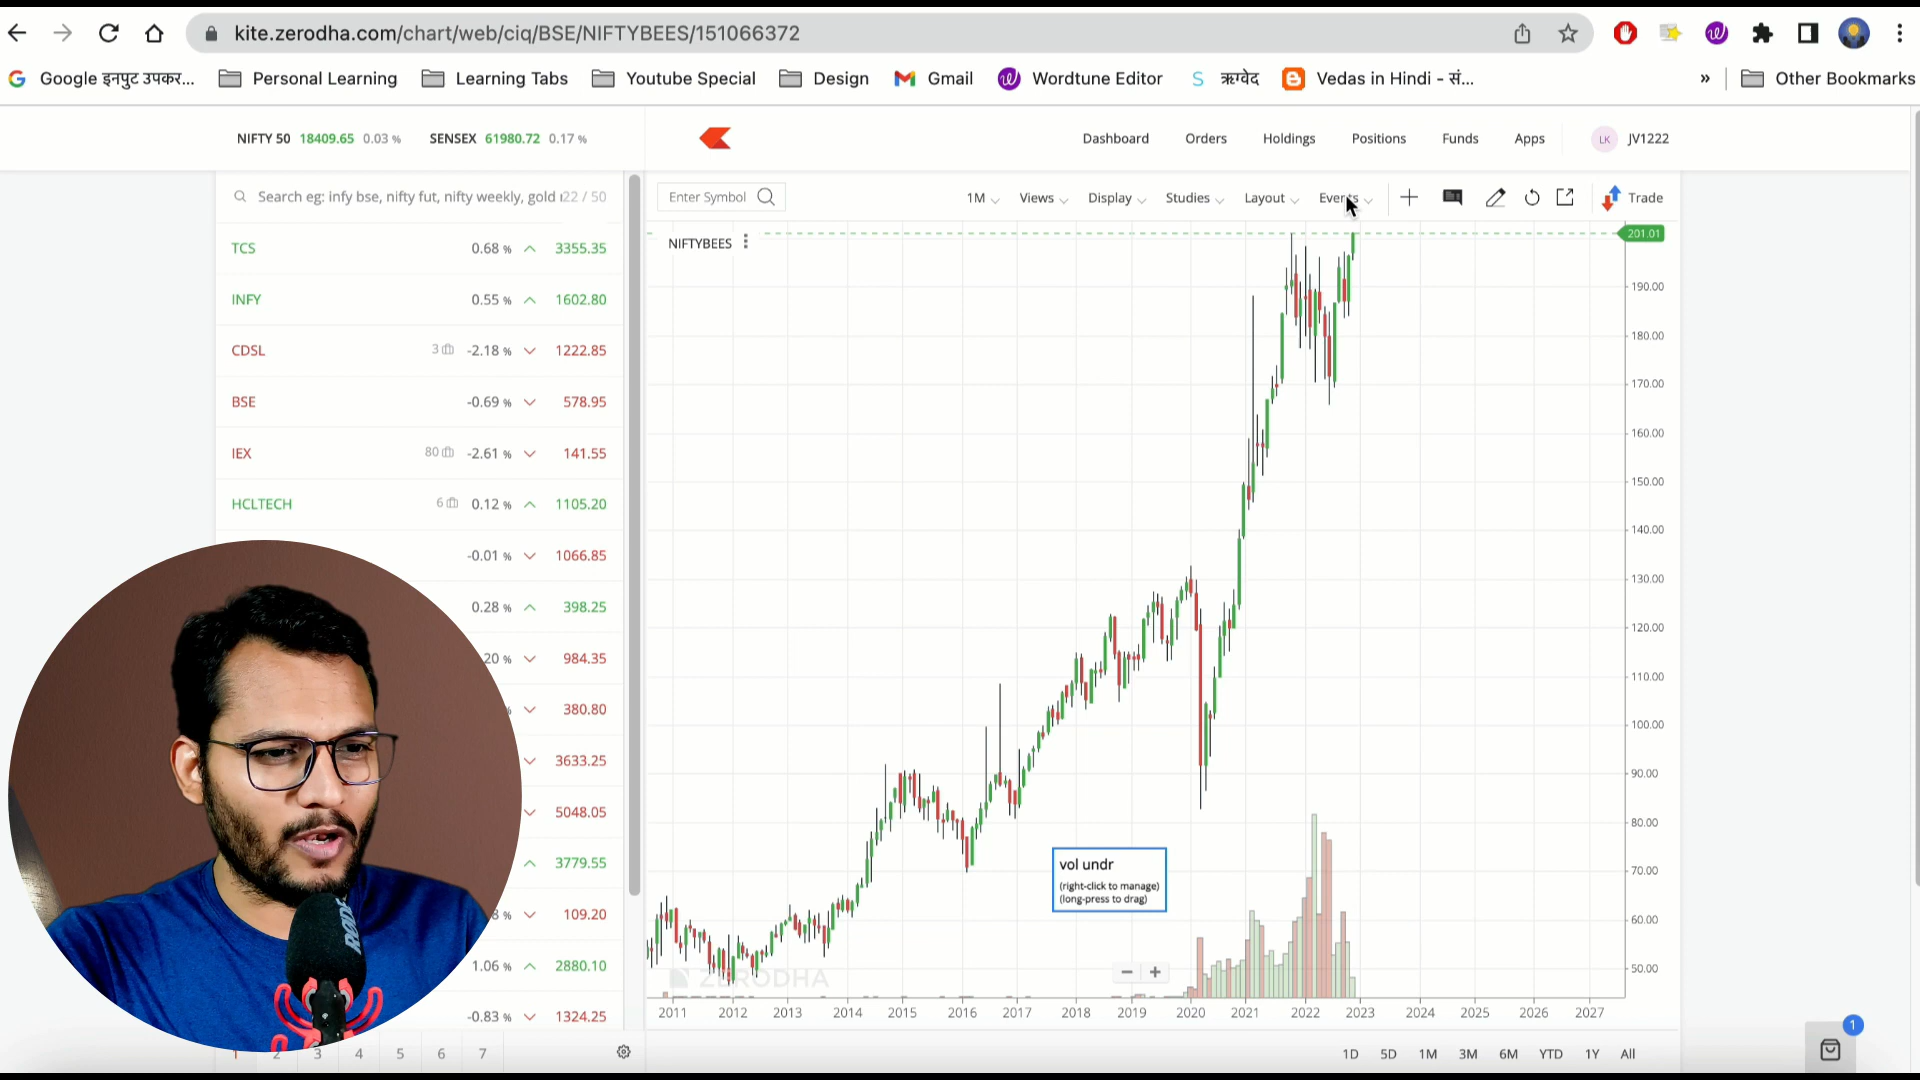 kite.zerodha.com/chart/web/ciq/BSE/NIFTYBEES/151066372
Google इनपुट उपकर...
Personal Learning
Learning Tabs
Youtube Special
Design
Gmail
Wordtune Editor
ऋग्वेद
Vedas in Hindi - सं...
»
Other Bookmarks
NIFTY 50 18409.65 0.03 %
SENSEX 61980.72 0.17 %
Dashboard
Orders
Holdings
Positions
Funds
Apps
LK
JV1222
Search eg: infy bse, nifty fut, nifty weekly, gold 22 / 50
Enter Symbol
1M
Views
Display
Studies
Layout
Events
Trade
NIFTYBEES
201.01
TCS 0.68 % 3355.35
INFY 0.55 % 1602.80
CDSL 3 -2.18 % 1222.85
BSE -0.69 % 578.95
IEX 80 -2.61 % 141.55
HCLTECH 6 0.12 % 1105.20
-0.01 % 1066.85
0.28 % 398.25
20 % 984.35
% 380.80
3633.25
5048.05
3779.55
8 % 109.20
1.06 % 2880.10
-0.83 % 1324.25
1 2 3 4 5 6 7
190.00
180.00
170.00
160.00
150.00
140.00
130.00
120.00
110.00
100.00
90.00
80.00
70.00
60.00
50.00
vol undr
(right-click to manage)
(long-press to drag)
ZERODHA
RODE
2011 2012 2013 2014 2015 2016 2017 2018 2019 2020 2021 2022 2023 2024 2025 2026 2027
1D 5D 1M 3M 6M YTD 1Y All
1